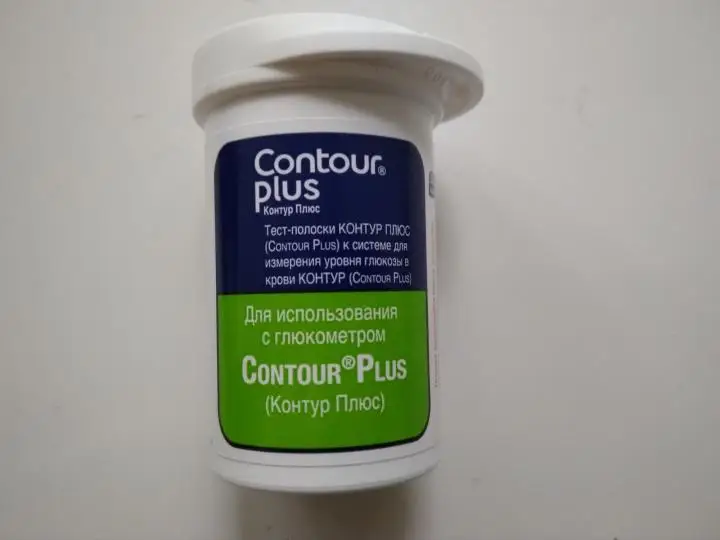 Contour®
plus
Контур Плюс
Тест-полоски КОНТУР ПЛЮС
(CONTOUR PLUS) к системе для
измерения уровня глюкозы в
крови КОНТУР (CONTOUR PLUS)
Для использования
с глюкометром
CONTOUR®PLUS
(Контур Плюс)